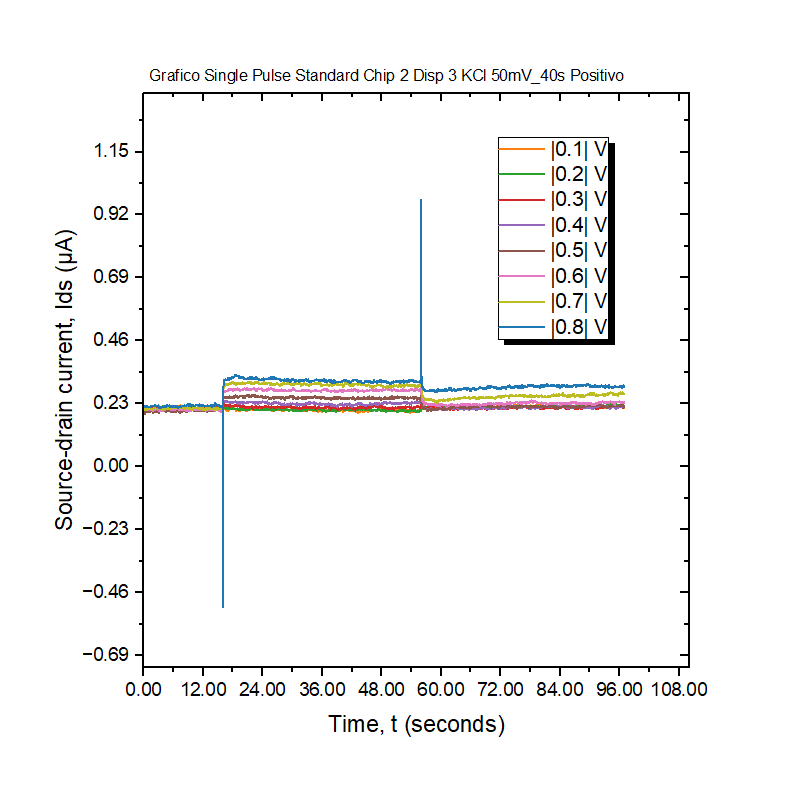 Grafico Single Pulse Standard Chip 2 Disp 3 KCl 50mV_40s Positivo
|0.1| V
|0.2| V
|0.3| V
|0.4| V
|0.5| V
|0.6| V
|0.7| V
|0.8| V
Source-drain current, Ids (µA)
1.15
0.92
0.69
0.46
0.23
0.00
−0.23
−0.46
−0.69
0.00 12.00 24.00 36.00 48.00 60.00 72.00 84.00 96.00 108.00
Time, t (seconds)